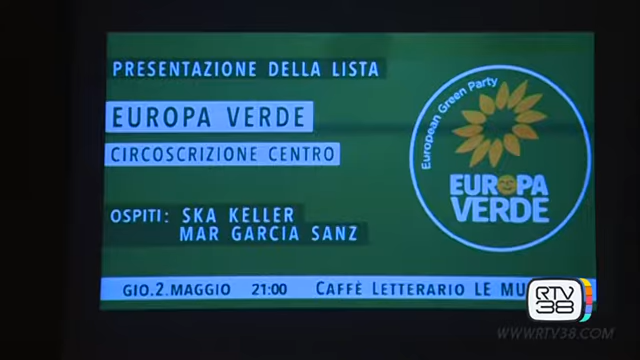 PRESENTAZIONE DELLA LISTA
EUROPA VERDE
CIRCOSCRIZIONE CENTRO
OSPITI: SKA KELLER
MAR GARCIA SANZ
GIO.2.MAGGIO 21:00 CAFFÈ LETTERARIO LE
European Green Party
EUROPA
VERDE
RTV
38
WWW.RTV38.COM